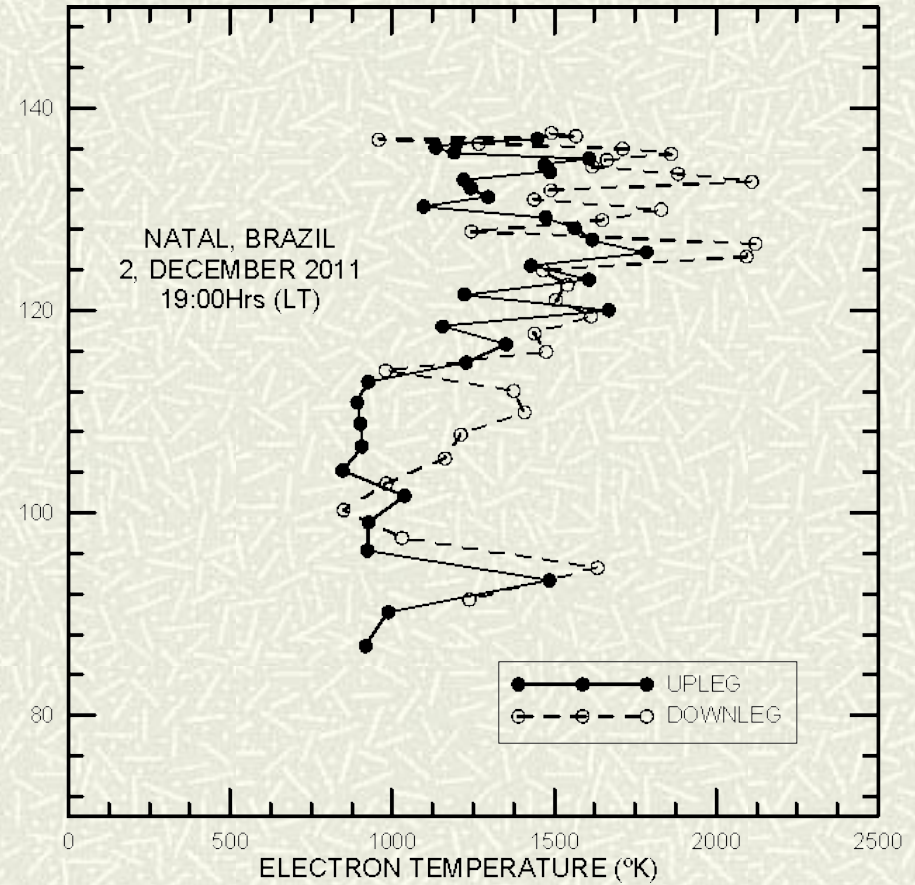 140
NATAL, BRAZIL
2, DECEMBER 2011
19:00Hrs (LT)
120
100
UPLEG
80
DOWNLEG
0 500 1000 1500 2000 2500
ELECTRON TEMPERATURE (ºK)